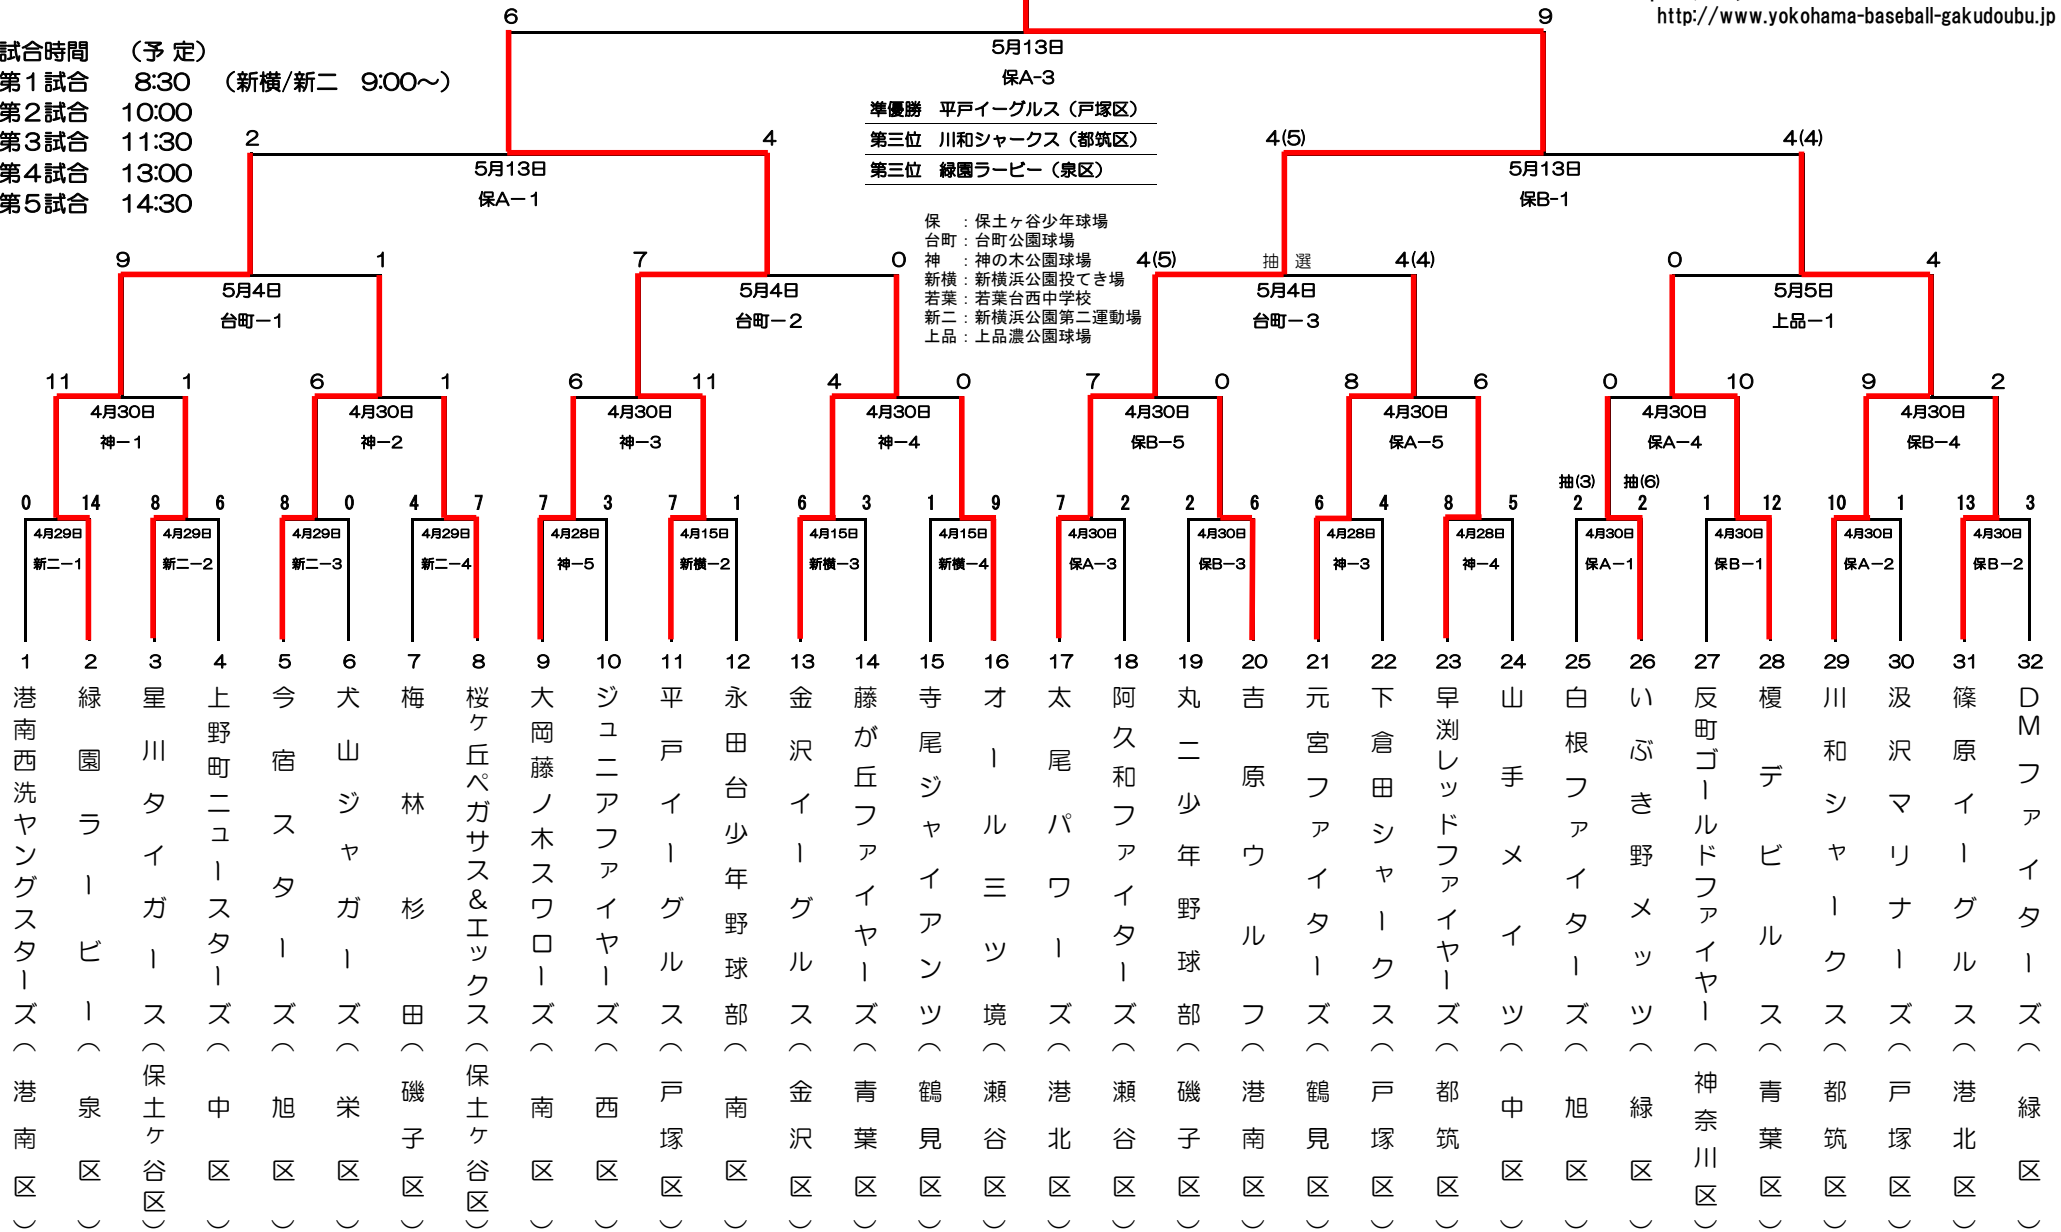 http://www.yokohama-baseball-gakudoubu.jp
6
9
5月13日
保A-3
試合時間 （予 定）
第1試合 8:30 （新横/新二 9:00～）
第2試合 10:00
第3試合 11:30
第4試合 13:00
第5試合 14:30
準優勝 平戸イーグルス（戸塚区）
第三位 川和シャークス（都筑区）
第三位 緑園ラービー（泉区）
2 4 4(5) 4(4)
5月13日 5月13日
保A－1 保B-1
保 ：保土ヶ谷少年球場
台町：台町公園球場
神 ：神の木公園球場
新横：新横浜公園投てき場
若葉：若葉台西中学校
新二：新横浜公園第二運動場
上品：上品濃公園球場
9 1 7 0 4(5) 抽 選 4(4) 0 4
5月4日 5月4日 5月4日 5月5日
台町－1 台町－2 台町－3 上品－1
11 1 6 1 6 11 4 0 7 0 8 6 0 10 9 2
4月30日 4月30日 4月30日 4月30日 4月30日 4月30日 4月30日 4月30日
神－1 神－2 神－3 神－4 保B－5 保A－5 保A－4 保B－4
抽(3) 抽(6)
0 14 8 6 8 0 4 7 7 3 7 1 6 3 1 9 7 2 2 6 6 4 8 5 2 2 1 12 10 1 13 3
4月29日 4月29日 4月29日 4月29日 4月28日 4月15日 4月15日 4月15日 4月30日 4月30日 4月28日 4月28日 4月30日 4月30日 4月30日 4月30日
新二－1 新二－2 新二－3 新二－4 神－5 新横－2 新横－3 新横－4 保A－3 保B－3 神－3 神－4 保A－1 保B－1 保A－2 保B－2
1 港南西洗ヤングスターズ（港南区）
2 緑園ラービー（泉区）
3 星川タイガース（保土ヶ谷区）
4 上野町ニュースターズ（中区）
5 今宿スターズ（旭区）
6 犬山ジャガーズ（栄区）
7 梅林杉田（磯子区）
8 桜ヶ丘ペガサス&エックス（保土ヶ谷区）
9 大岡藤ノ木スワローズ（南区）
10 ジュニアファイヤーズ（西区）
11 平戸イーグルス（戸塚区）
12 永田台少年野球部（南区）
13 金沢イーグルス（金沢区）
14 藤が丘ファイヤーズ（青葉区）
15 寺尾ジャイアンツ（鶴見区）
16 オール三ツ境（瀬谷区）
17 太尾パワーズ（港北区）
18 阿久和ファイターズ（瀬谷区）
19 丸二少年野球部（磯子区）
20 吉原ウルフ（港南区）
21 元宮ファイターズ（鶴見区）
22 下倉田シャークス（戸塚区）
23 早渕レッドファイヤーズ（都筑区）
24 山手メイツ（中区）
25 白根ファイターズ（旭区）
26 いぶき野メッツ（緑区）
27 反町ゴールドファイヤー（神奈川区）
28 榎デビルス（青葉区）
29 川和シャークス（都筑区）
30 汲沢マリナーズ（戸塚区）
31 篠原イーグルス（港北区）
32 DMファイターズ（緑区）